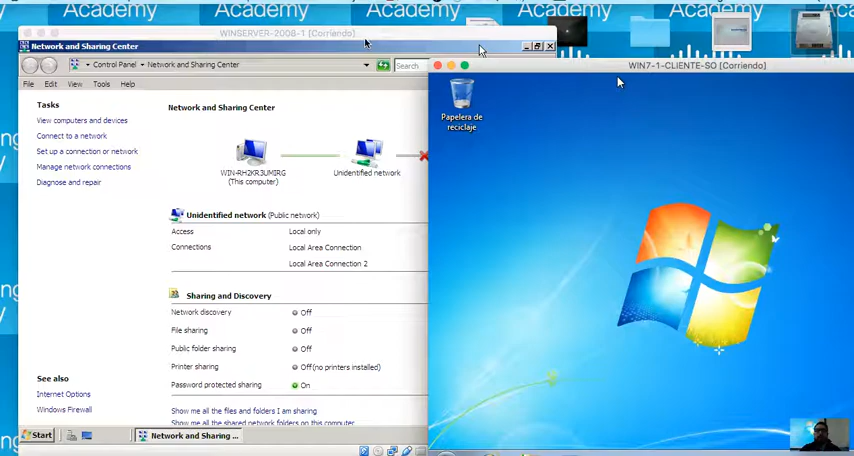 Academy
Academy
Academy
Academy
WINSERVER-2008-1 [Corriendo]
Network and Sharing Center
Control Panel
Network and Sharing Center
Search
File
Edit
View
Tools
Help
Tasks
View computers and devices
Connect to a network
Set up a connection or network
Manage network connections
Diagnose and repair
See also
Internet Options
Windows Firewall
Network and Sharing Center
WIN-RH2KR3UMIRG
(This computer)
Unidentified network
Unidentified network (Public network)
Access Local only
Connections Local Area Connection
Local Area Connection 2
Sharing and Discovery
Network discovery Off
File sharing Off
Public folder sharing Off
Printer sharing Off (no printers installed)
Password protected sharing On
Show me all the files and folders I am sharing
Show me all the shared network folders on this computer
Start
Network and Sharing ...
WIN7-1-CLIENTE-SO [Corriendo]
Papelera de
reciclaje